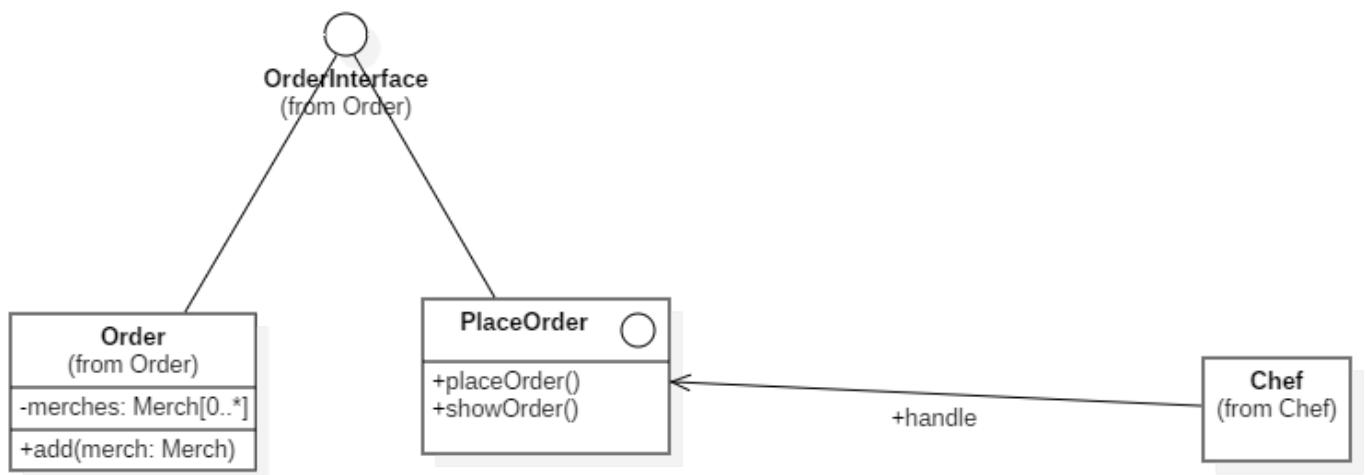 OrderInterface
(from Order)
Order
(from Order)
-merches: Merch[0..*]
+add(merch: Merch)
PlaceOrder
+placeOrder()
+showOrder()
+handle
Chef
(from Chef)